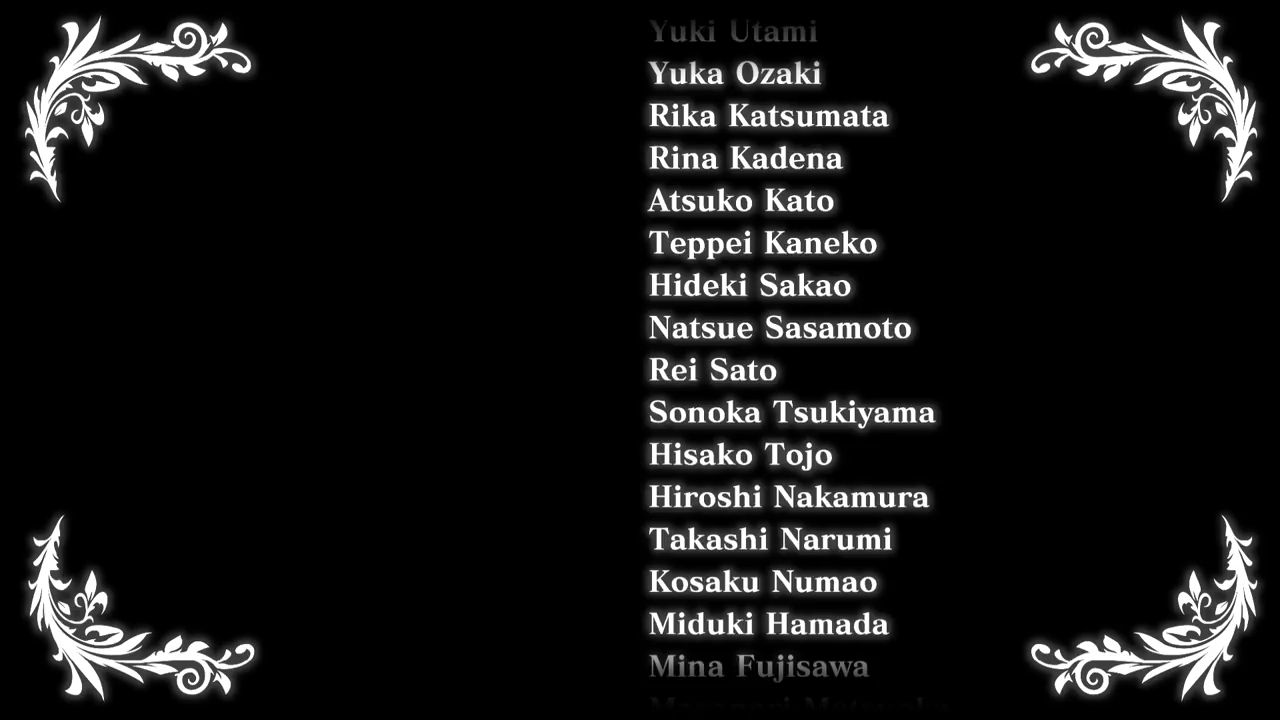 Yuki Utami
Yuka Ozaki
Rika Katsumata
Rina Kadena
Atsuko Kato
Teppei Kaneko
Hideki Sakao
Natsue Sasamoto
Rei Sato
Sonoka Tsukiyama
Hisako Tojo
Hiroshi Nakamura
Takashi Narumi
Kosaku Numao
Miduki Hamada
Mina Fujisawa